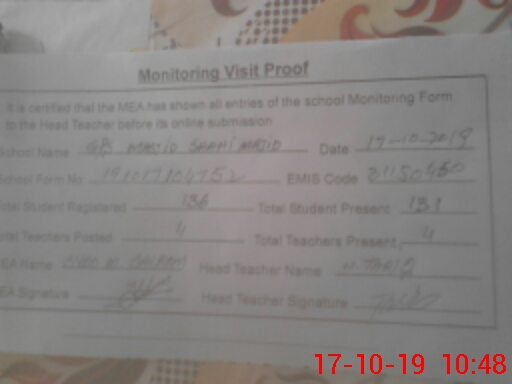 Monitoring Visit Proof
It is certified that the MEA has shown all entries of the school Monitoring Form
to the Head Teacher before its online submission
School Name GPS MASJID Date 17-10-2019
School Form No EMIS Code
Total Student Registered 136 Total Student Present 131
Total Teachers Posted 4 Total Teachers Present 4
MEA Name Head Teacher Name M. TARIQ
MEA Signature Head Teacher Signature
17-10-19 10:48